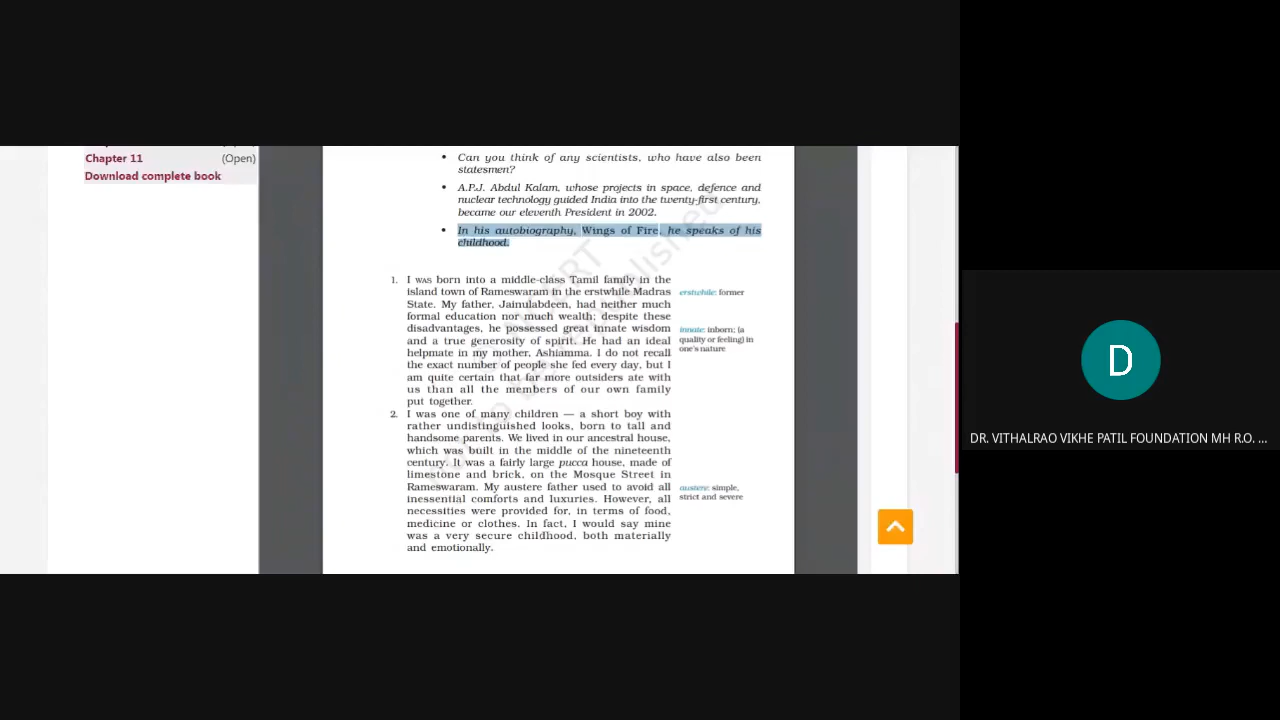 Chapter 11 (Open)
Download complete book
• Can you think of any scientists, who have also been
statesmen?
• A.P.J. Abdul Kalam, whose projects in space, defence and
nuclear technology guided India into the twenty-first century,
became our eleventh President in 2002.
• In his autobiography, Wings of Fire, he speaks of his
childhood.
1. I was born into a middle-class Tamil family in the
island town of Rameswaram in the erstwhile Madras
State. My father, Jainulabdeen, had neither much
formal education nor much wealth; despite these
disadvantages, he possessed great innate wisdom
and a true generosity of spirit. He had an ideal
helpmate in my mother, Ashiamma. I do not recall
the exact number of people she fed every day, but I
am quite certain that far more outsiders ate with
us than all the members of our own family
put together.
erstwhile: former
innate: inborn; (a
quality or feeling) in
one's nature
2. I was one of many children — a short boy with
rather undistinguished looks, born to tall and
handsome parents. We lived in our ancestral house,
which was built in the middle of the nineteenth
century. It was a fairly large pucca house, made of
limestone and brick, on the Mosque Street in
Rameswaram. My austere father used to avoid all
inessential comforts and luxuries. However, all
necessities were provided for, in terms of food,
medicine or clothes. In fact, I would say mine
was a very secure childhood, both materially
and emotionally.
austere: simple,
strict and severe
D
DR. VITHALRAO VIKHE PATIL FOUNDATION MH R.O. ...